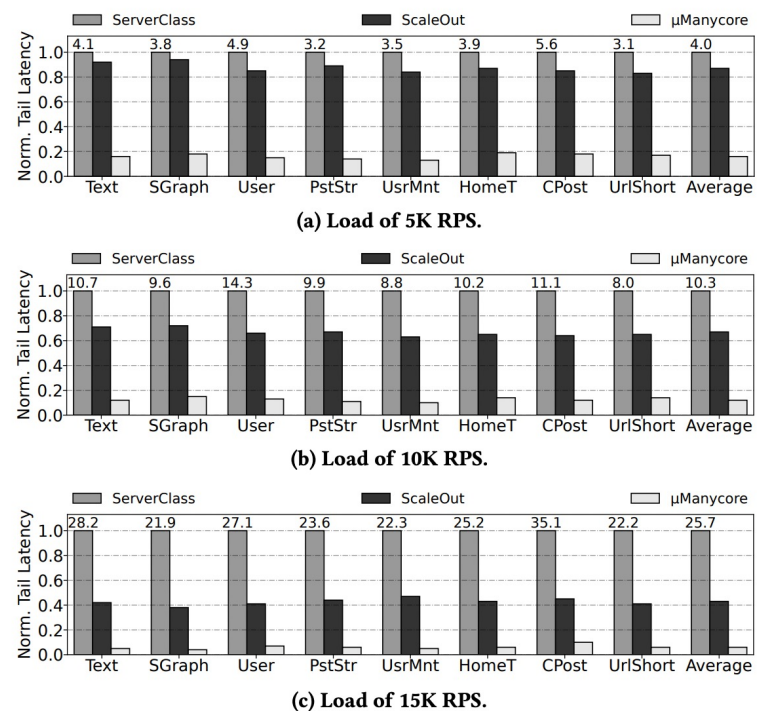 ServerClass ScaleOut μManycore
4.1 3.8 4.9 3.2 3.5 3.9 5.6 3.1 4.0
Norm. Tail Latency
1.0
0.8
0.6
0.4
0.2
0.0
Text SGraph User PstStr UsrMnt HomeT CPost UrlShort Average
(a) Load of 5K RPS.
ServerClass ScaleOut μManycore
10.7 9.6 14.3 9.9 8.8 10.2 11.1 8.0 10.3
Norm. Tail Latency
1.0
0.8
0.6
0.4
0.2
0.0
Text SGraph User PstStr UsrMnt HomeT CPost UrlShort Average
(b) Load of 10K RPS.
ServerClass ScaleOut μManycore
28.2 21.9 27.1 23.6 22.3 25.2 35.1 22.2 25.7
Norm. Tail Latency
1.0
0.8
0.6
0.4
0.2
0.0
Text SGraph User PstStr UsrMnt HomeT CPost UrlShort Average
(c) Load of 15K RPS.